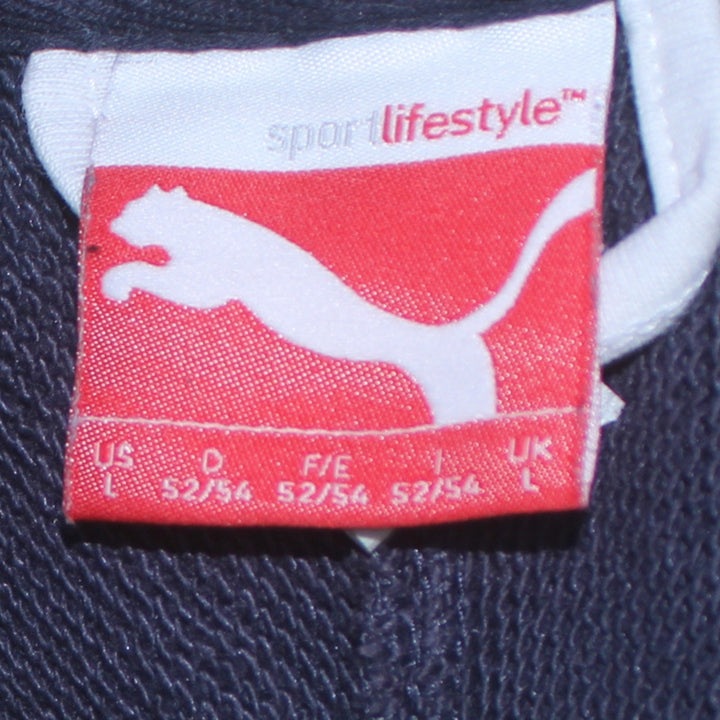 sportlifestyle™
US D F/E I UK
L 52/54 52/54 52/54 L